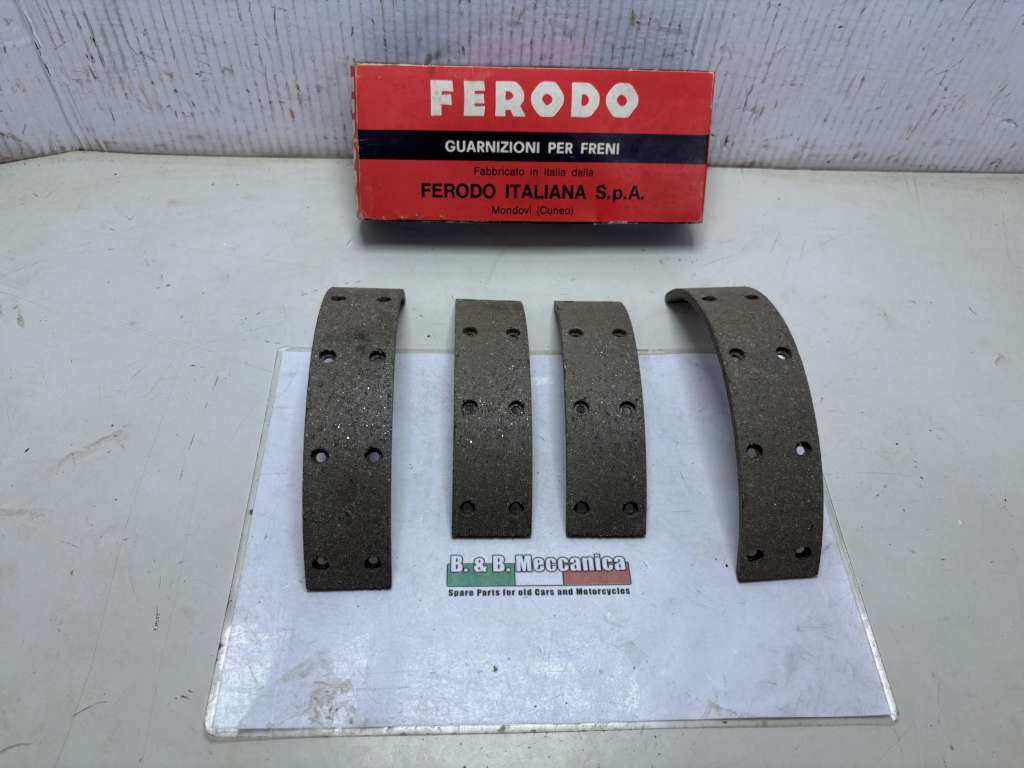 FERODO
GUARNIZIONI PER FRENI
Fabbricato in Italia dalla
FERODO ITALIANA S.p.A.
Mondovì (Cuneo)
B. & B. Meccanica
Spare Parts for old Cars and Motorcycles